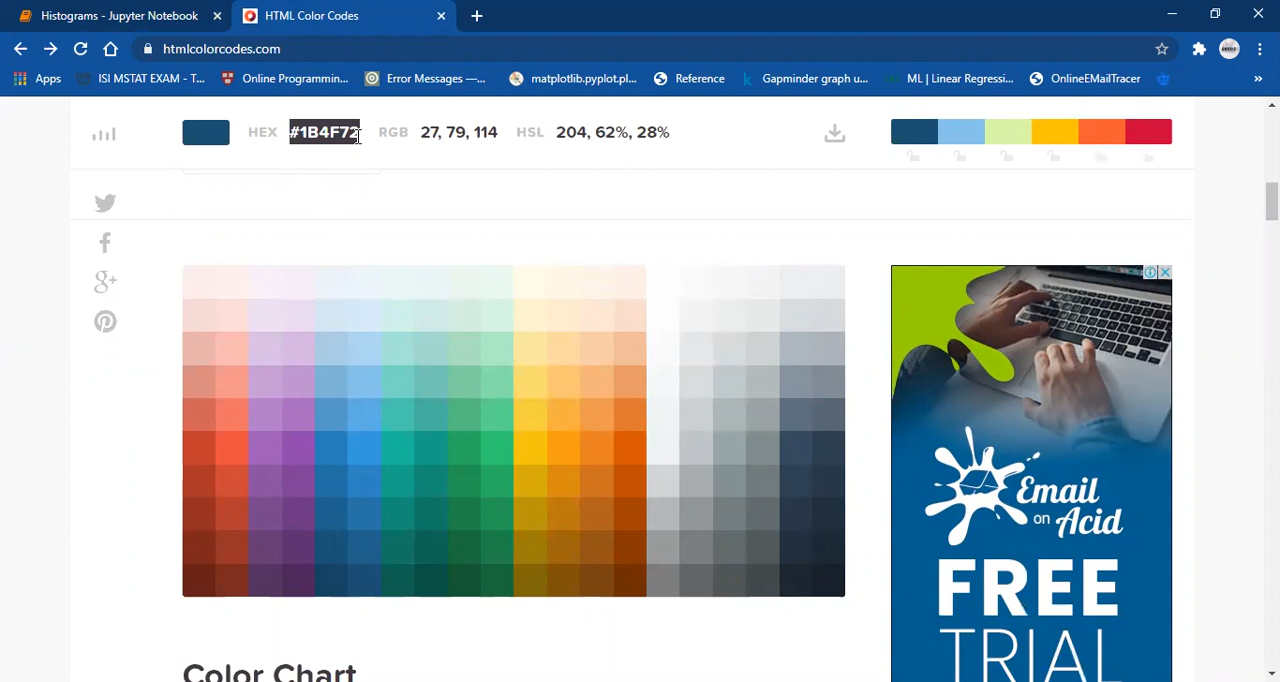 Histograms - Jupyter Notebook
HTML Color Codes
htmlcolorcodes.com
Apps
ISI MSTAT EXAM - T...
Online Programmin...
Error Messages —...
matplotlib.pyplot.pl...
Reference
Gapminder graph u...
ML | Linear Regressi...
OnlineEMailTracer
HEX #1B4F72 RGB 27, 79, 114 HSL 204, 62%, 28%
Email
on Acid
FREE
TRIAL
Color Chart